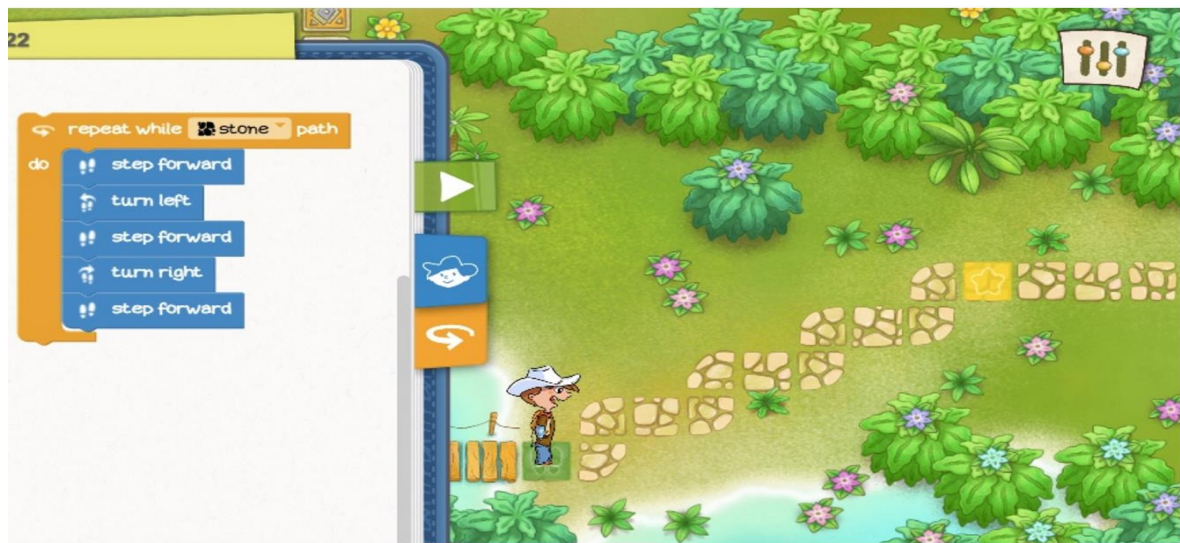 22
repeat while stone path
do step forward
turn left
step forward
turn right
step forward